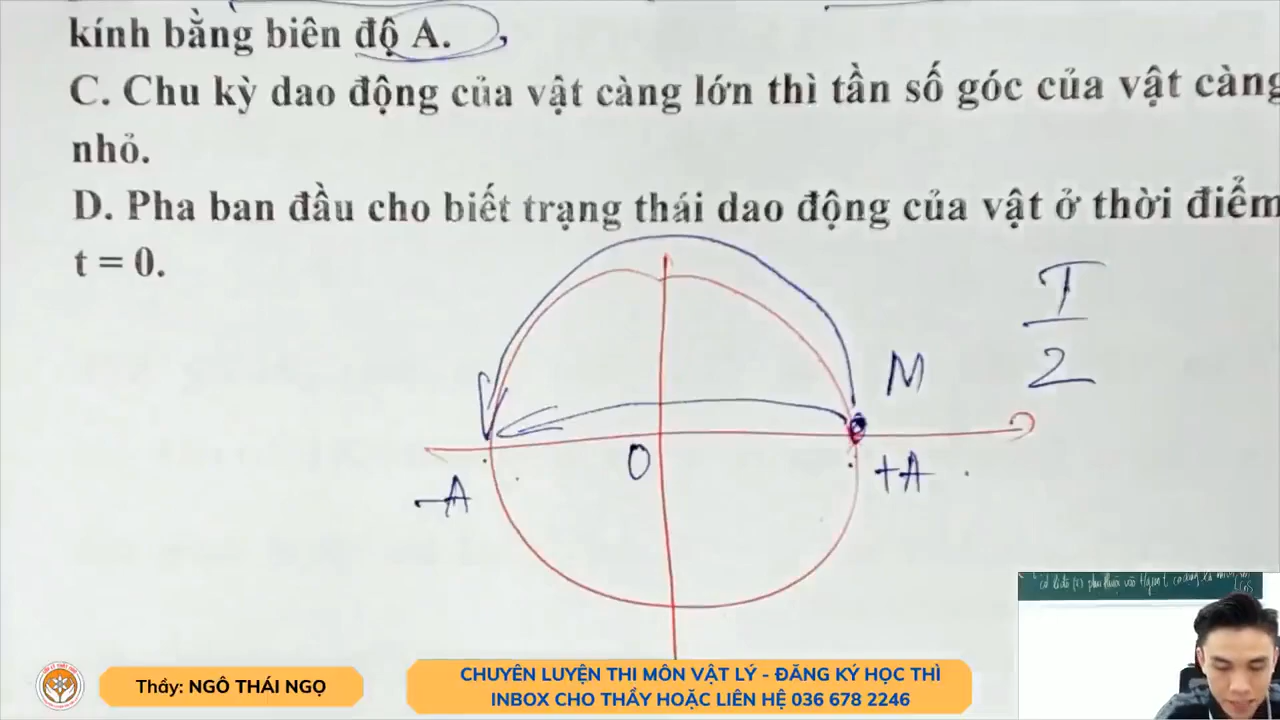 kính bằng biên độ A.
C. Chu kỳ dao động của vật càng lớn thì tần số góc của vật càng
nhỏ.
D. Pha ban đầu cho biết trạng thái dao động của vật ở thời điểm
t = 0.
T
2
M
O
+A
-A
Thầy: NGÔ THÁI NGỌ
CHUYÊN LUYỆN THI MÔN VẬT LÝ - ĐĂNG KÝ HỌC THÌ
INBOX CHO THẦY HOẶC LIÊN HỆ 036 678 2246